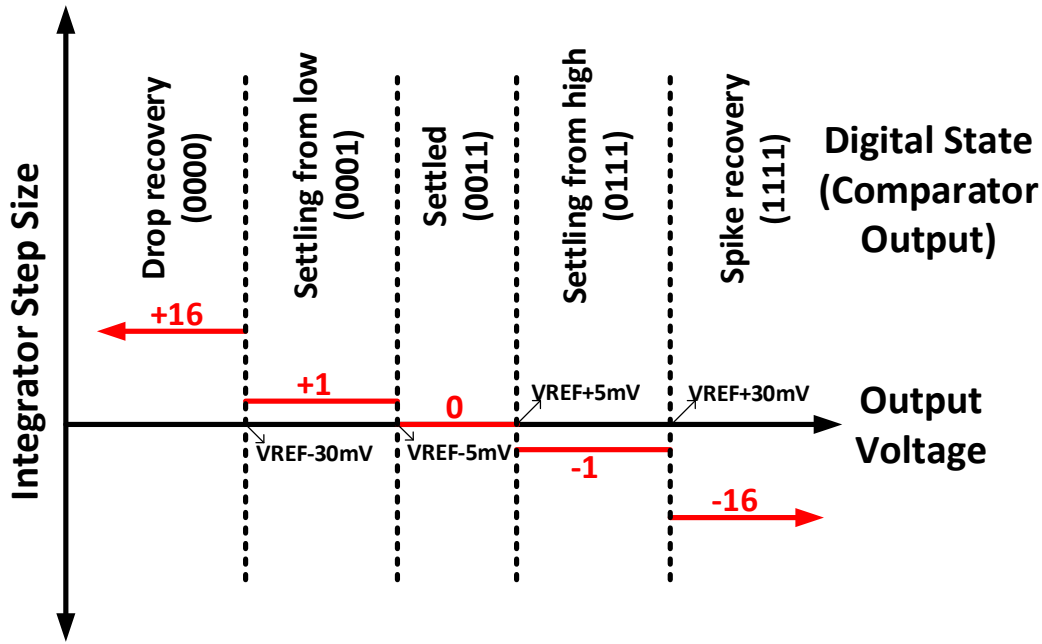 Integrator Step Size
Drop recovery
(0000)
Settling from low
(0001)
Settled
(0011)
Settling from high
(0111)
Spike recovery
(1111)
Digital State
(Comparator
Output)
+16
+1
0
-1
-16
VREF-30mV
VREF-5mV
VREF+5mV
VREF+30mV
Output
Voltage